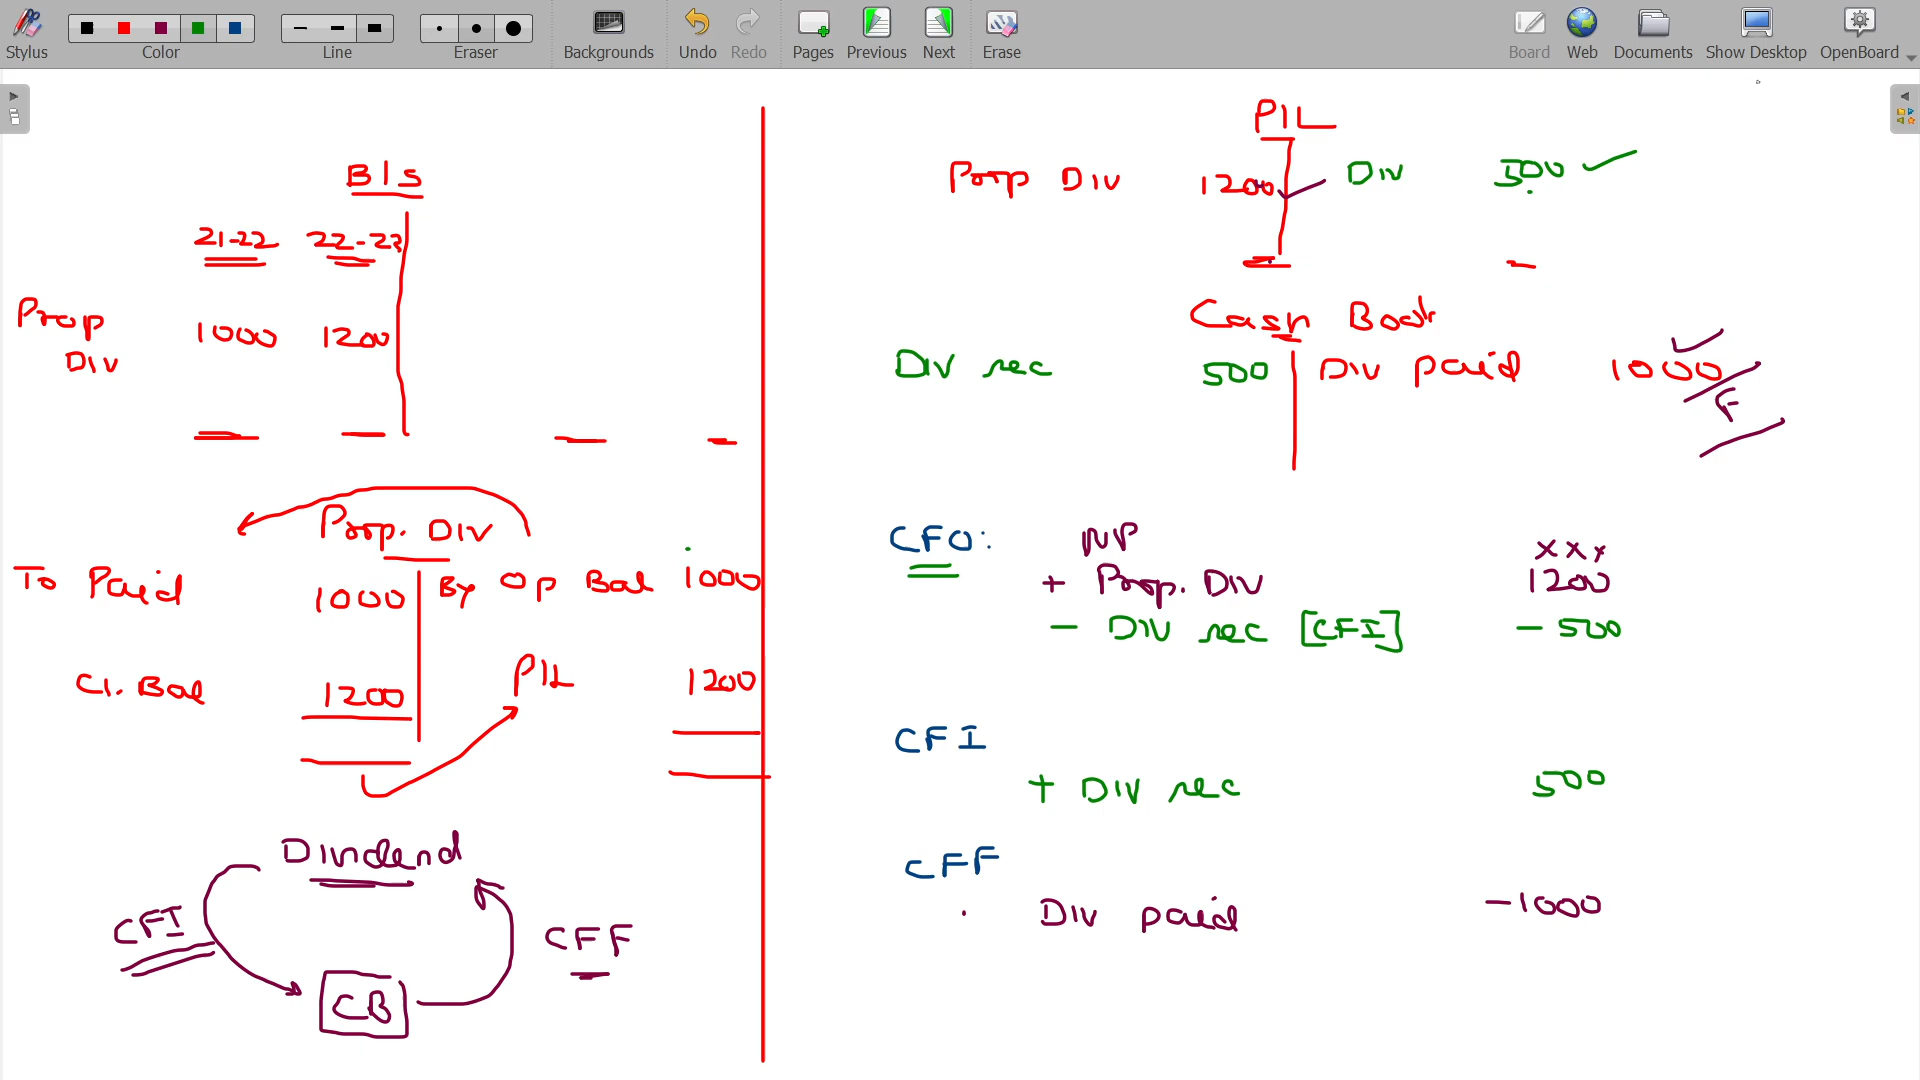 Stylus Color Line Eraser Backgrounds Undo Redo Pages Previous Next Erase Board Web Documents Show Desktop OpenBoard
B/s
21-22 22-23
Prop Div 1000 1200
Prop. Div
To Paid 1000 By Op Bal 1000
Cl. Bal 1200 P/L 1200
Dividend
CFI
CFF
CB
P/L
Prop Div 1200 Div 500
Cash Book
Div rec 500 Div paid 1000
F
CFO: NP xxx
+ Prop. Div 1200
- Div rec [CFI] - 500
CFI
+ Div rec 500
CFF
Div paid -1000